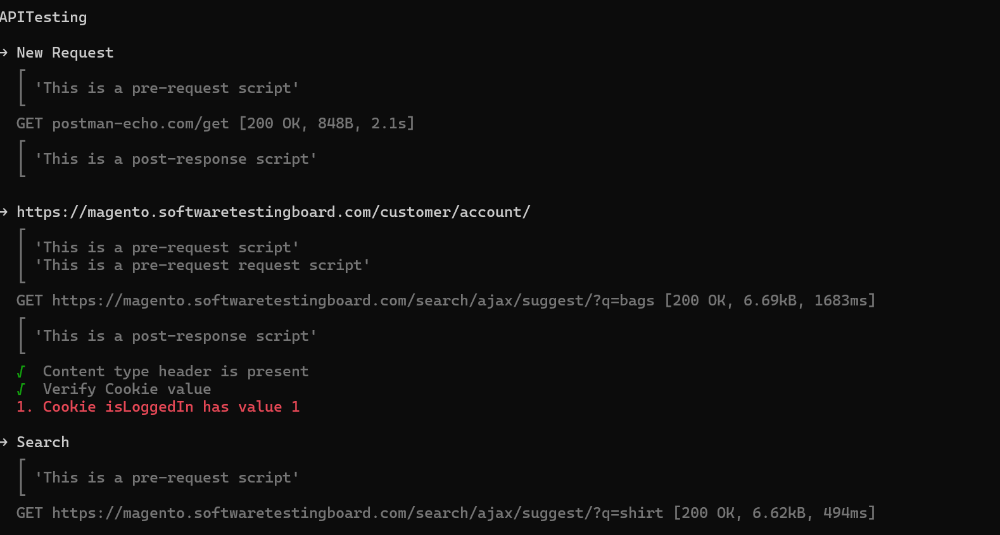 APITesting
→ New Request
'This is a pre-request script'
GET postman-echo.com/get [200 OK, 848B, 2.1s]
'This is a post-response script'
→ https://magento.softwaretestingboard.com/customer/account/
'This is a pre-request script'
'This is a pre-request request script'
GET https://magento.softwaretestingboard.com/search/ajax/suggest/?q=bags [200 OK, 6.69kB, 1683ms]
'This is a post-response script'
√ Content type header is present
√ Verify Cookie value
1. Cookie isLoggedIn has value 1
→ Search
'This is a pre-request script'
GET https://magento.softwaretestingboard.com/search/ajax/suggest/?q=shirt [200 OK, 6.62kB, 494ms]